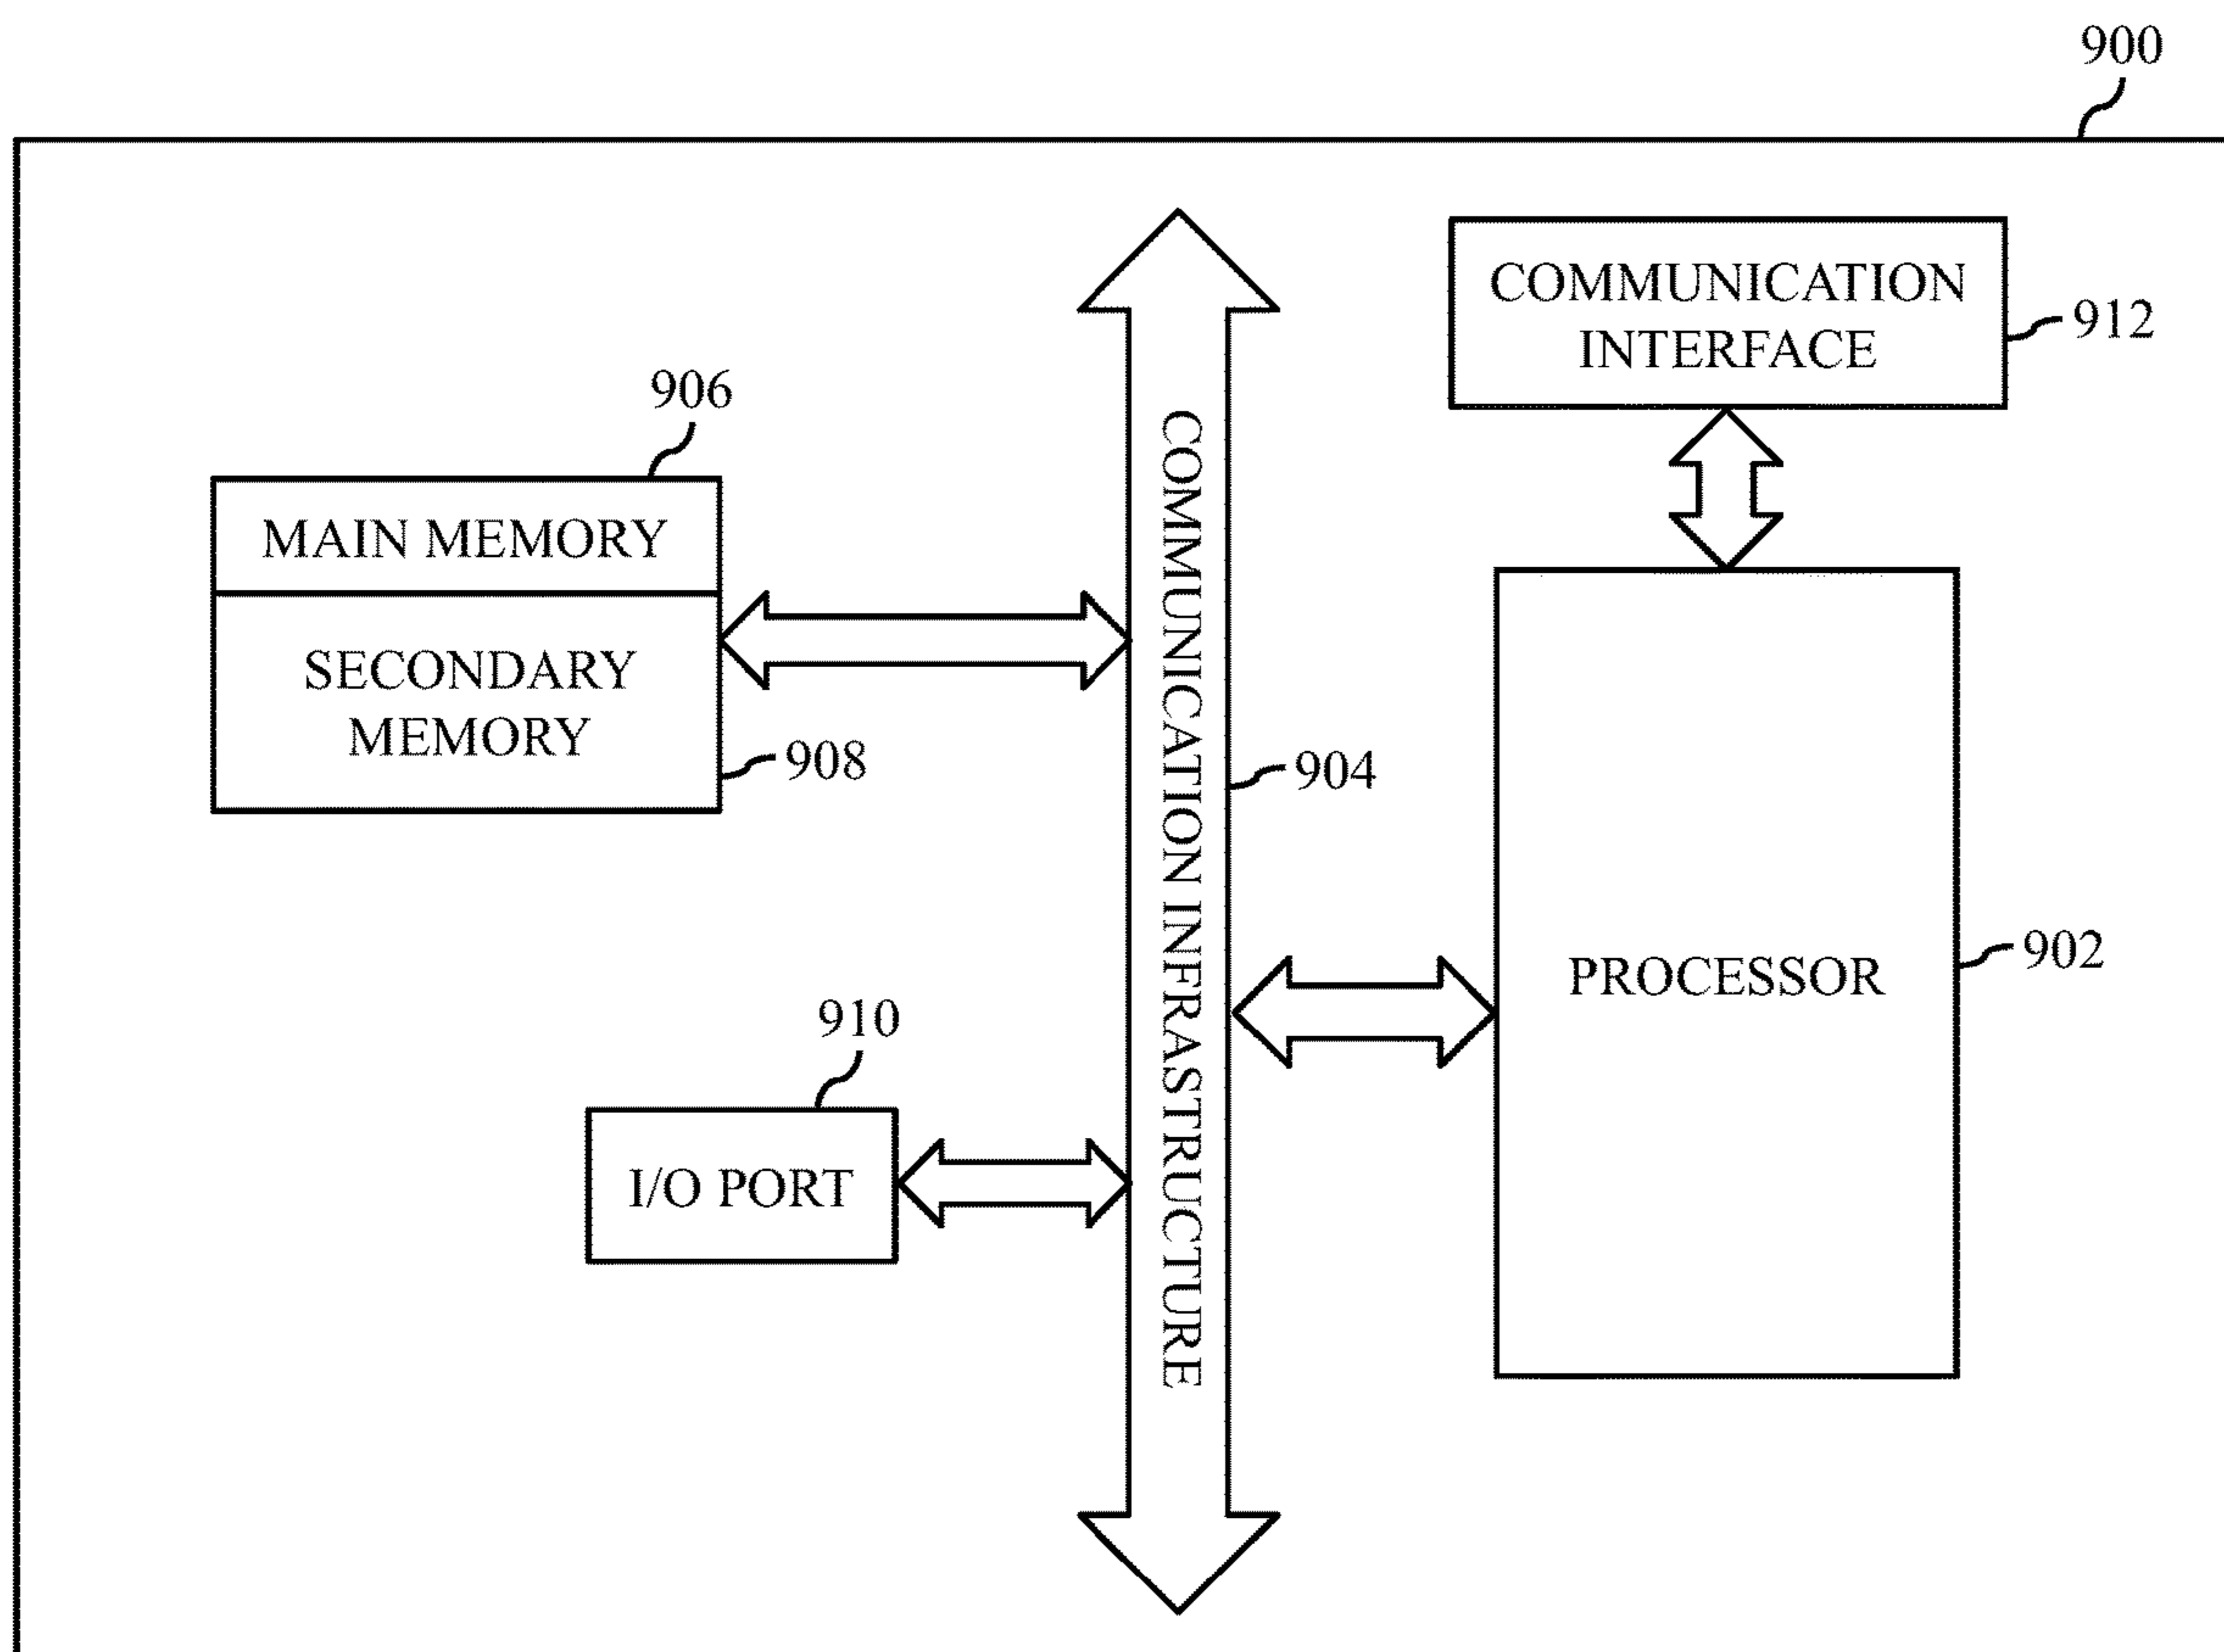 900
COMMUNICATION
INTERFACE
912
906
MAIN MEMORY
SECONDARY
MEMORY
908
COMMUNICATION INFRASTRUCTURE
904
PROCESSOR
902
910
I/O PORT